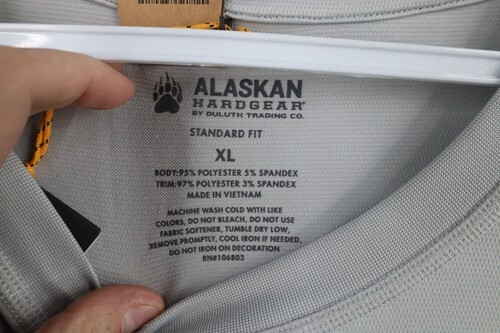 ALASKAN
HARDGEAR®
BY DULUTH TRADING CO.
STANDARD FIT
XL
BODY:95% POLYESTER 5% SPANDEX
TRIM:97% POLYESTER 3% SPANDEX
MADE IN VIETNAM
MACHINE WASH COLD WITH LIKE
COLORS, DO NOT BLEACH, DO NOT USE
FABRIC SOFTENER, TUMBLE DRY LOW,
REMOVE PROMPTLY, COOL IRON IF NEEDED.
DO NOT IRON ON DECORATION
RN#106803